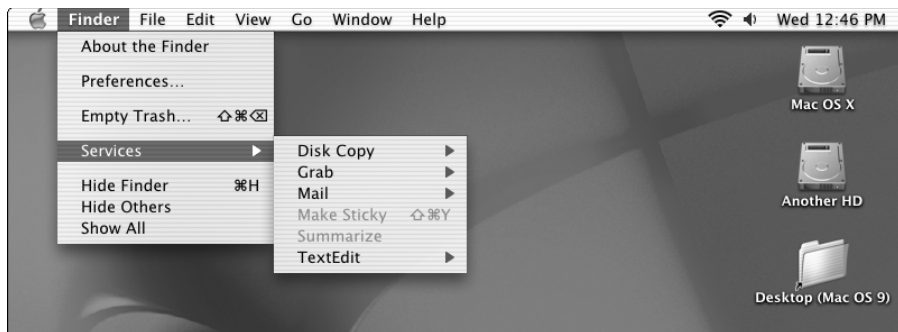 Finder File Edit View Go Window Help Wed 12:46 PM
About the Finder
Preferences...
Empty Trash... ⇧⌘⌫
Services
Hide Finder ⌘H
Hide Others
Show All
Disk Copy
Grab
Mail
Make Sticky ⇧⌘Y
Summarize
TextEdit
Mac OS X
Another HD
Desktop (Mac OS 9)